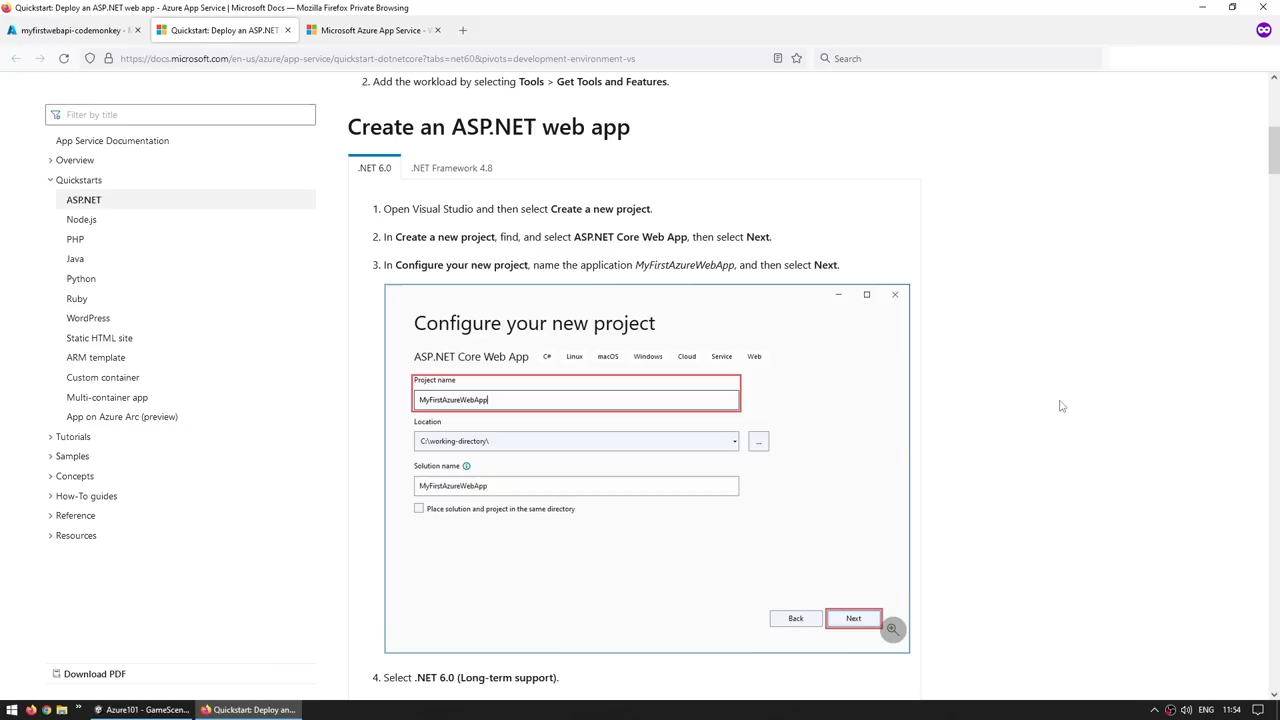 Quickstart: Deploy an ASP.NET web app - Azure App Service | Microsoft Docs — Mozilla Firefox Private Browsing
myfirstwebapi-codemonkey -
Quickstart: Deploy an ASP.NET
Microsoft Azure App Service -
https://docs.microsoft.com/en-us/azure/app-service/quickstart-dotnetcore?tabs=net60&pivots=development-environment-vs
Search
2. Add the workload by selecting Tools > Get Tools and Features.
Filter by title
App Service Documentation
Overview
Quickstarts
ASP.NET
Node.js
PHP
Java
Python
Ruby
WordPress
Static HTML site
ARM template
Custom container
Multi-container app
App on Azure Arc (preview)
Tutorials
Samples
Concepts
How-To guides
Reference
Resources
Download PDF
Create an ASP.NET web app
.NET 6.0
.NET Framework 4.8
1. Open Visual Studio and then select Create a new project.
2. In Create a new project, find, and select ASP.NET Core Web App, then select Next.
3. In Configure your new project, name the application MyFirstAzureWebApp, and then select Next.
Configure your new project
ASP.NET Core Web App C# Linux macOS Windows Cloud Service Web
Project name
MyFirstAzureWebApp
Location
C:\working-directory\
...
Solution name
MyFirstAzureWebApp
Place solution and project in the same directory
Back
Next
4. Select .NET 6.0 (Long-term support).
Azure101 - GameScen...
Quickstart: Deploy an...
ENG
11:54